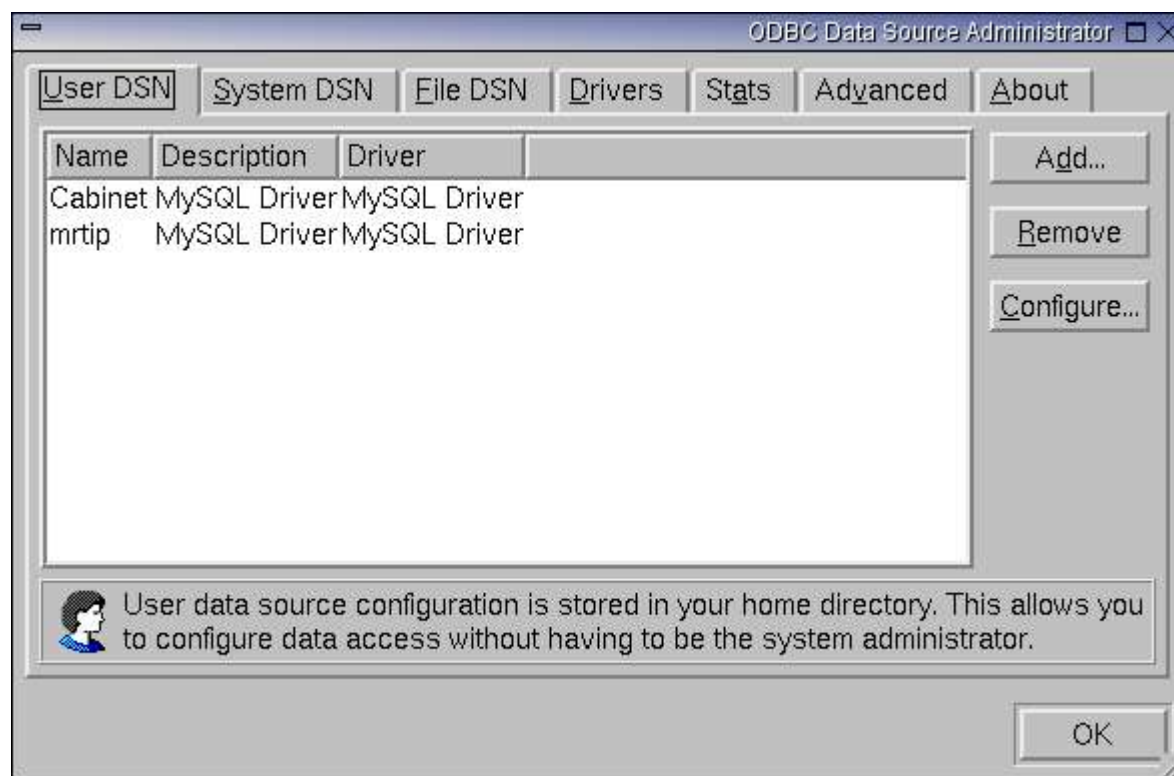 ODBC Data Source Administrator
User DSN System DSN File DSN Drivers Stats Advanced About
Name Description Driver
Cabinet MySQL Driver MySQL Driver
mrtip MySQL Driver MySQL Driver
Add...
Remove
Configure...
User data source configuration is stored in your home directory. This allows you
to configure data access without having to be the system administrator.
OK